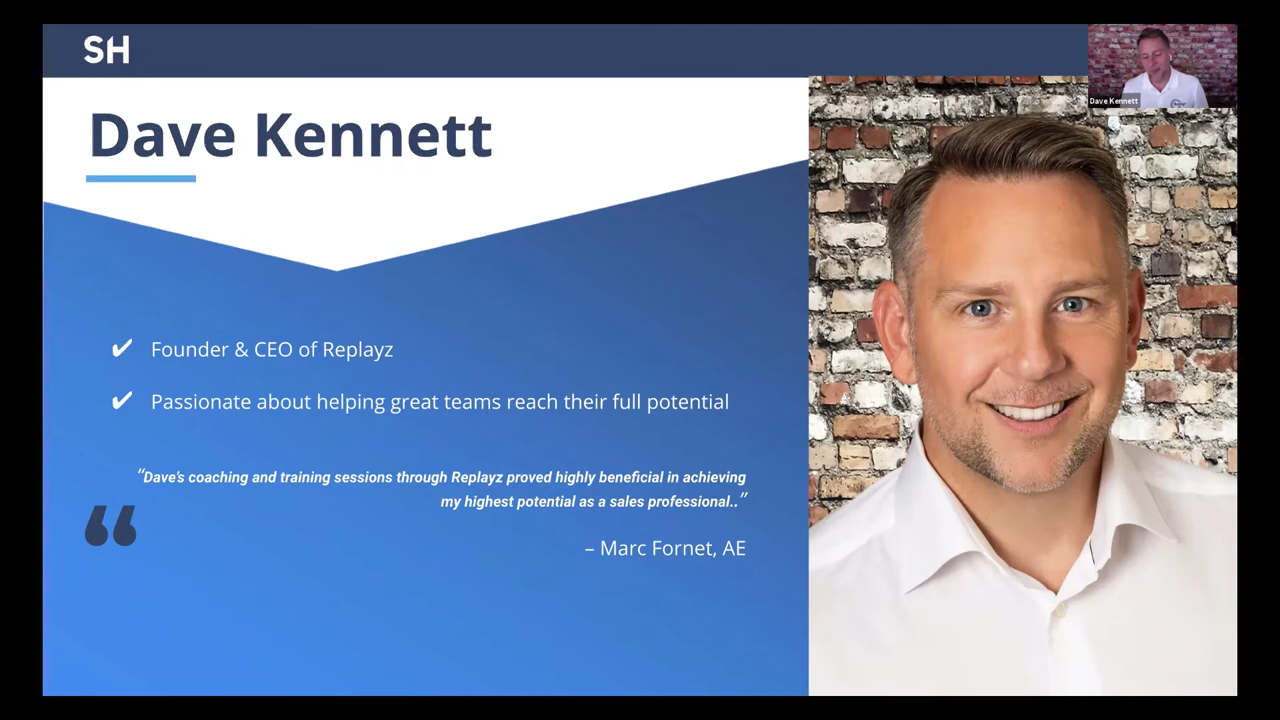 SH
Dave Kennett
Dave Kennett
✔ Founder & CEO of Replayz
✔ Passionate about helping great teams reach their full potential
“Dave’s coaching and training sessions through Replayz proved highly beneficial in achieving
my highest potential as a sales professional..”
“
– Marc Fornet, AE